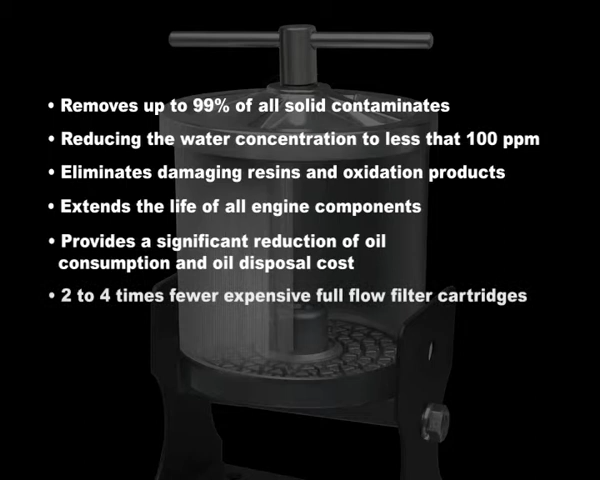 • Removes up to 99% of all solid contaminates
• Reducing the water concentration to less that 100 ppm
• Eliminates damaging resins and oxidation products
• Extends the life of all engine components
• Provides a significant reduction of oil
consumption and oil disposal cost
• 2 to 4 times fewer expensive full flow filter cartridges